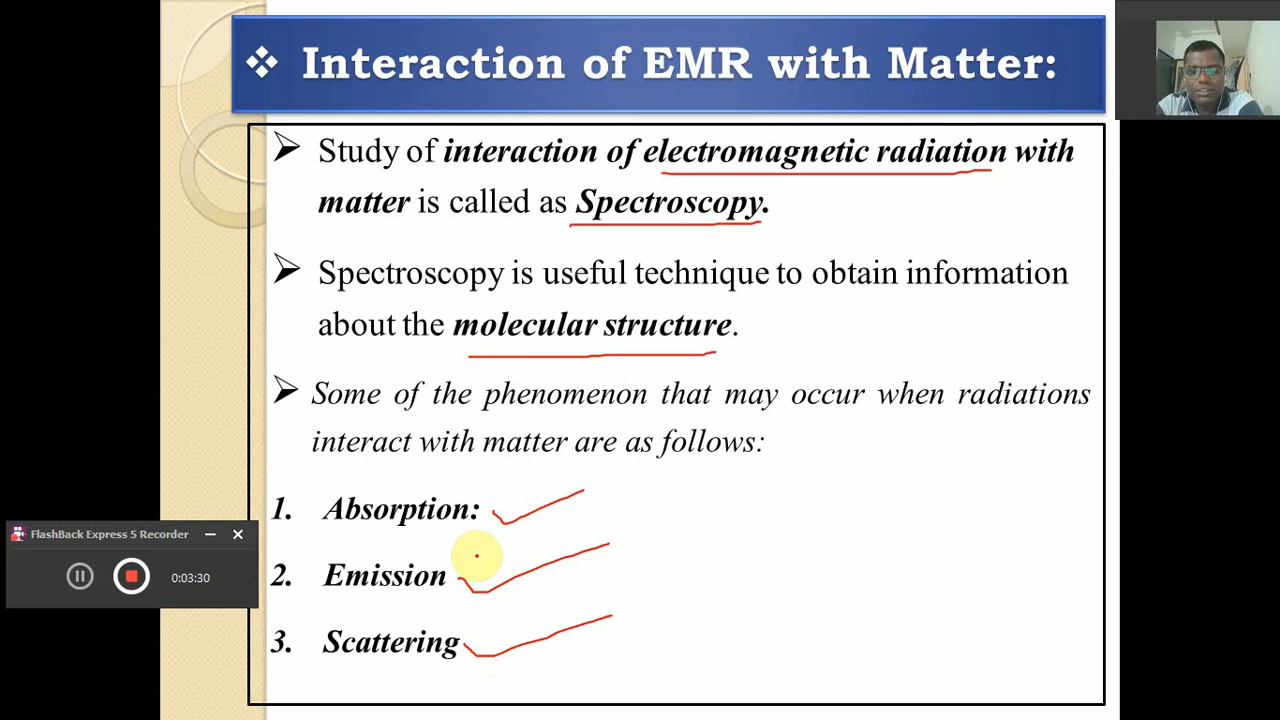 ❖ Interaction of EMR with Matter:
➢ Study of interaction of electromagnetic radiation with
matter is called as Spectroscopy.
➢ Spectroscopy is useful technique to obtain information
about the molecular structure.
➢ Some of the phenomenon that may occur when radiations
interact with matter are as follows:
1. Absorption:
2. Emission
3. Scattering
FlashBack Express 5 Recorder
0:03:30